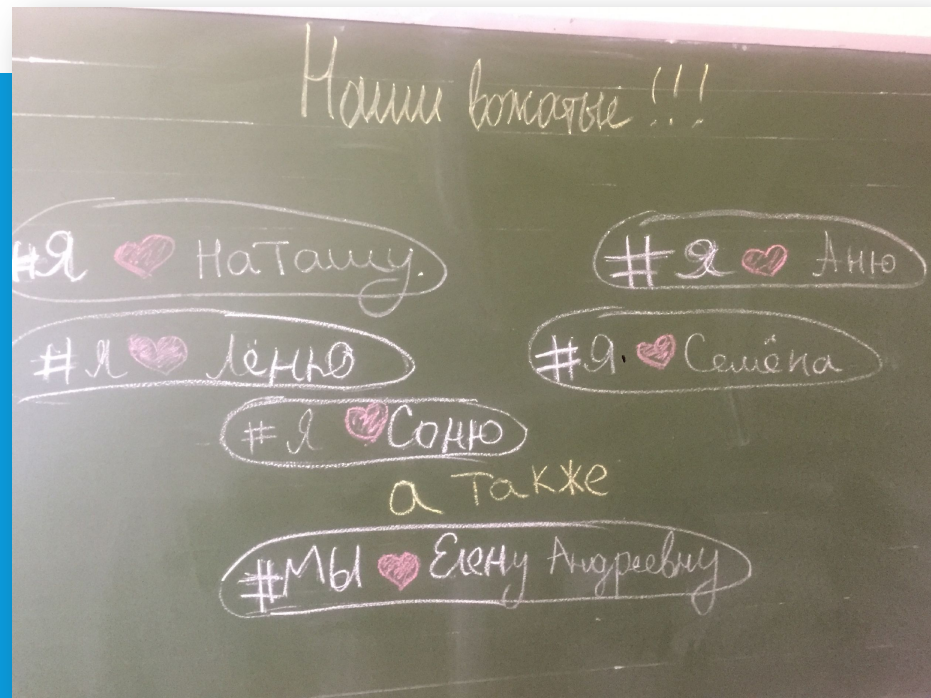 Наши вожатые!!!
#Я ❤ Наташу.
#Я ❤ Аню
#Я ❤ Лёню
#Я ❤ Семёна
#Я ❤ Соню
а также
#МЫ ❤ Елену Андреевну